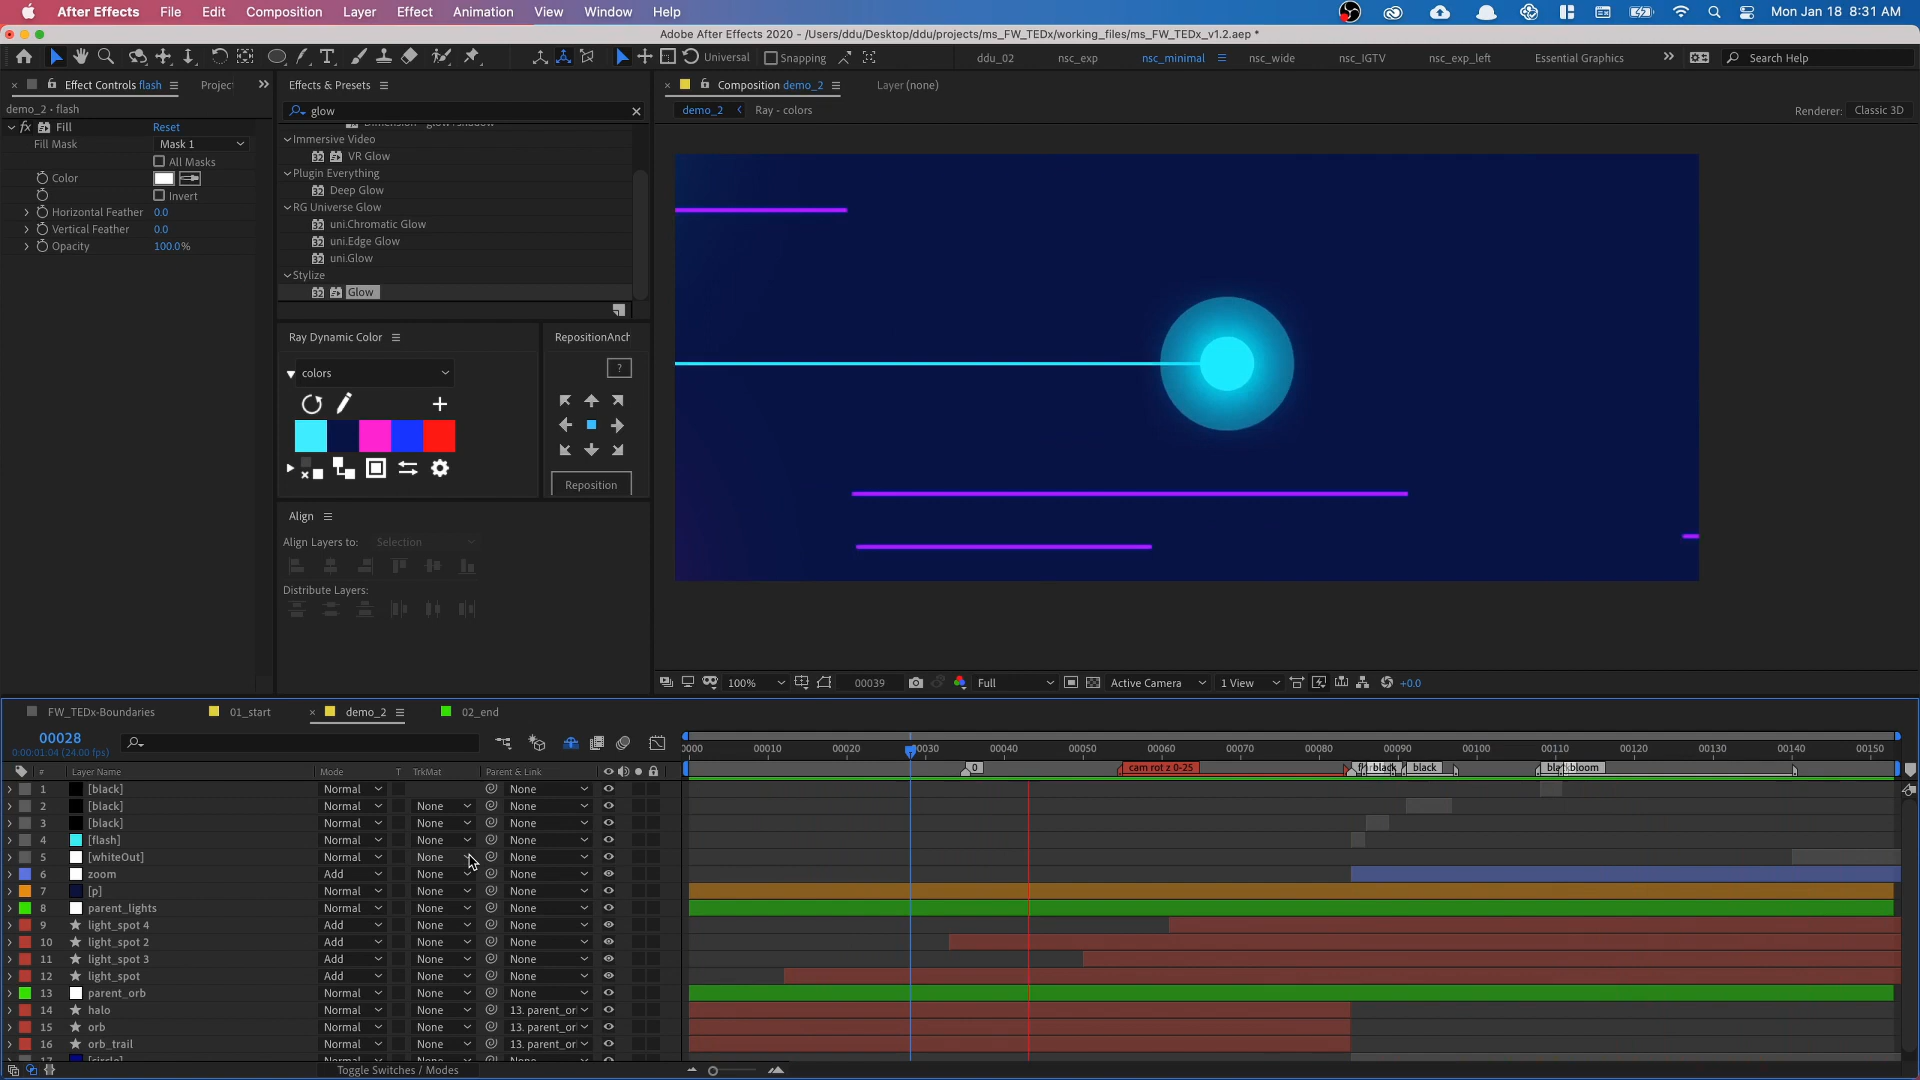 After Effects File Edit Composition Layer Effect Animation View Window Help Mon Jan 18 8:31 AM
Adobe After Effects 2020 - /Users/ddu/Desktop/ddu/projects/ms_FW_TEDx/working_files/ms_FW_TEDx_v1.2.aep *
Universal Snapping ddu_02 nsc_exp nsc_minimal nsc_wide nsc_IGTV nsc_exp_left Essential Graphics Search Help
Effect Controls flash Projec
demo_2 • flash
fx Fill Reset
Fill Mask Mask 1
All Masks
Color
Invert
Horizontal Feather 0.0
Vertical Feather 0.0
Opacity 100.0%
Effects & Presets
glow
Immersive Video
VR Glow
Plugin Everything
Deep Glow
RG Universe Glow
uni.Chromatic Glow
uni.Edge Glow
uni.Glow
Stylize
Glow
Ray Dynamic Color
colors
RepositionAnch
?
Reposition
Align
Align Layers to: Selection
Distribute Layers:
Composition demo_2 Layer (none)
demo_2 Ray - colors Renderer: Classic 3D
100% 00039 Full Active Camera 1 View +0.0
FW_TEDx-Boundaries 01_start demo_2 02_end
00028
0:00:01:04 (24.00 fps)
0000 00010 00020 00030 00040 00050 00060 00070 00080 00090 00100 00110 00120 00130 00140 00150
# Layer Name Mode T TrkMat Parent & Link
0 cam rot z 0-25 black black bloom
1 [black] Normal None
2 [black] Normal None None
3 [black] Normal None None
4 [flash] Normal None None
5 [whiteOut] Normal None None
6 zoom Add None None
7 [p] Normal None None
8 parent_lights Normal None None
9 light_spot 4 Add None None
10 light_spot 2 Add None None
11 light_spot 3 Add None None
12 light_spot Add None None
13 parent_orb Normal None None
14 halo Normal None 13. parent_or
15 orb Normal None 13. parent_or
16 orb_trail Normal None 13. parent_or
Toggle Switches / Modes